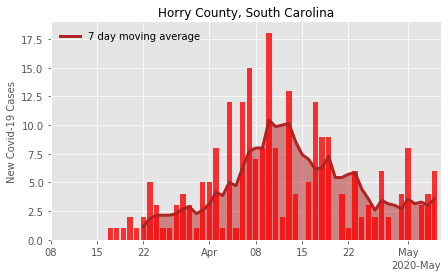 Horry County, South Carolina
7 day moving average
New Covid-19 Cases
17.5
15.0
12.5
10.0
7.5
5.0
2.5
0.0
08 15 22 Apr 08 15 22 May
2020-May